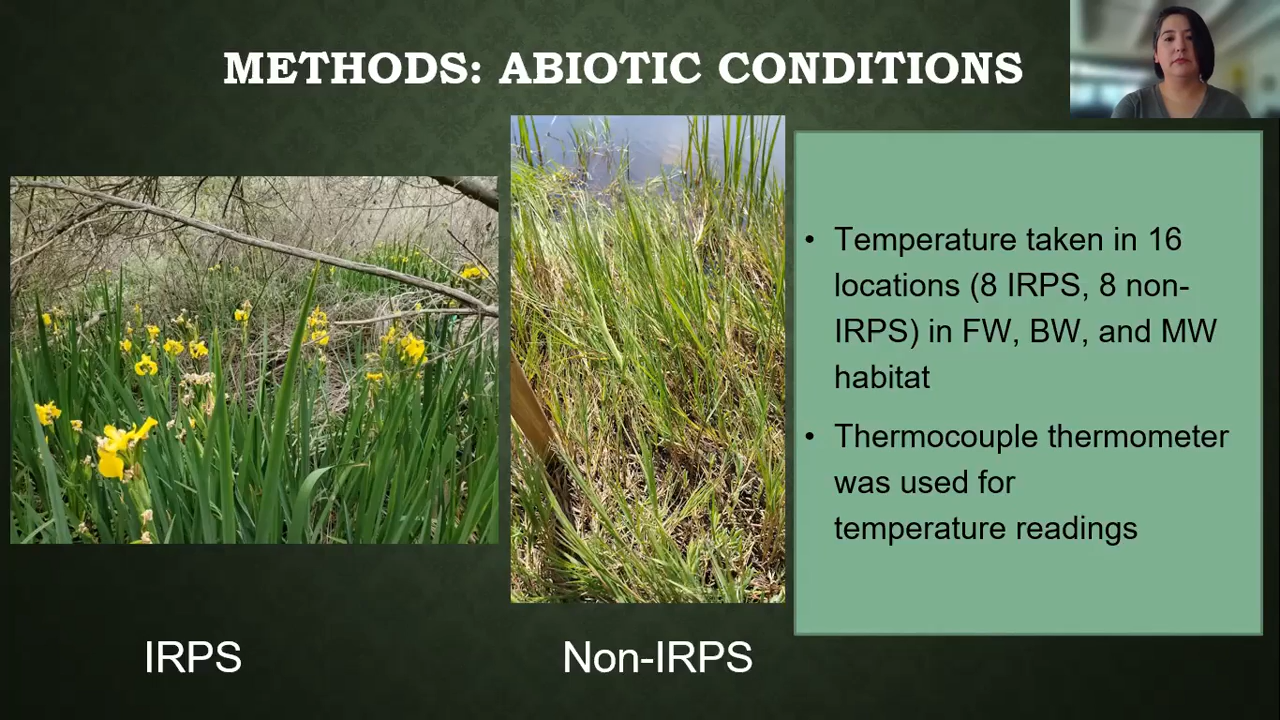 METHODS: ABIOTIC CONDITIONS
• Temperature taken in 16
locations (8 IRPS, 8 non-
IRPS) in FW, BW, and MW
habitat
• Thermocouple thermometer
was used for
temperature readings
IRPS
Non-IRPS